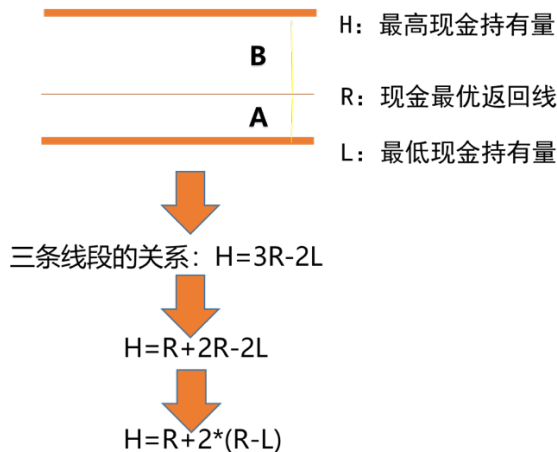 H：最高现金持有量
B
R：现金最优返回线
A
L：最低现金持有量
三条线段的关系：H=3R-2L
H=R+2R-2L
H=R+2*(R-L)